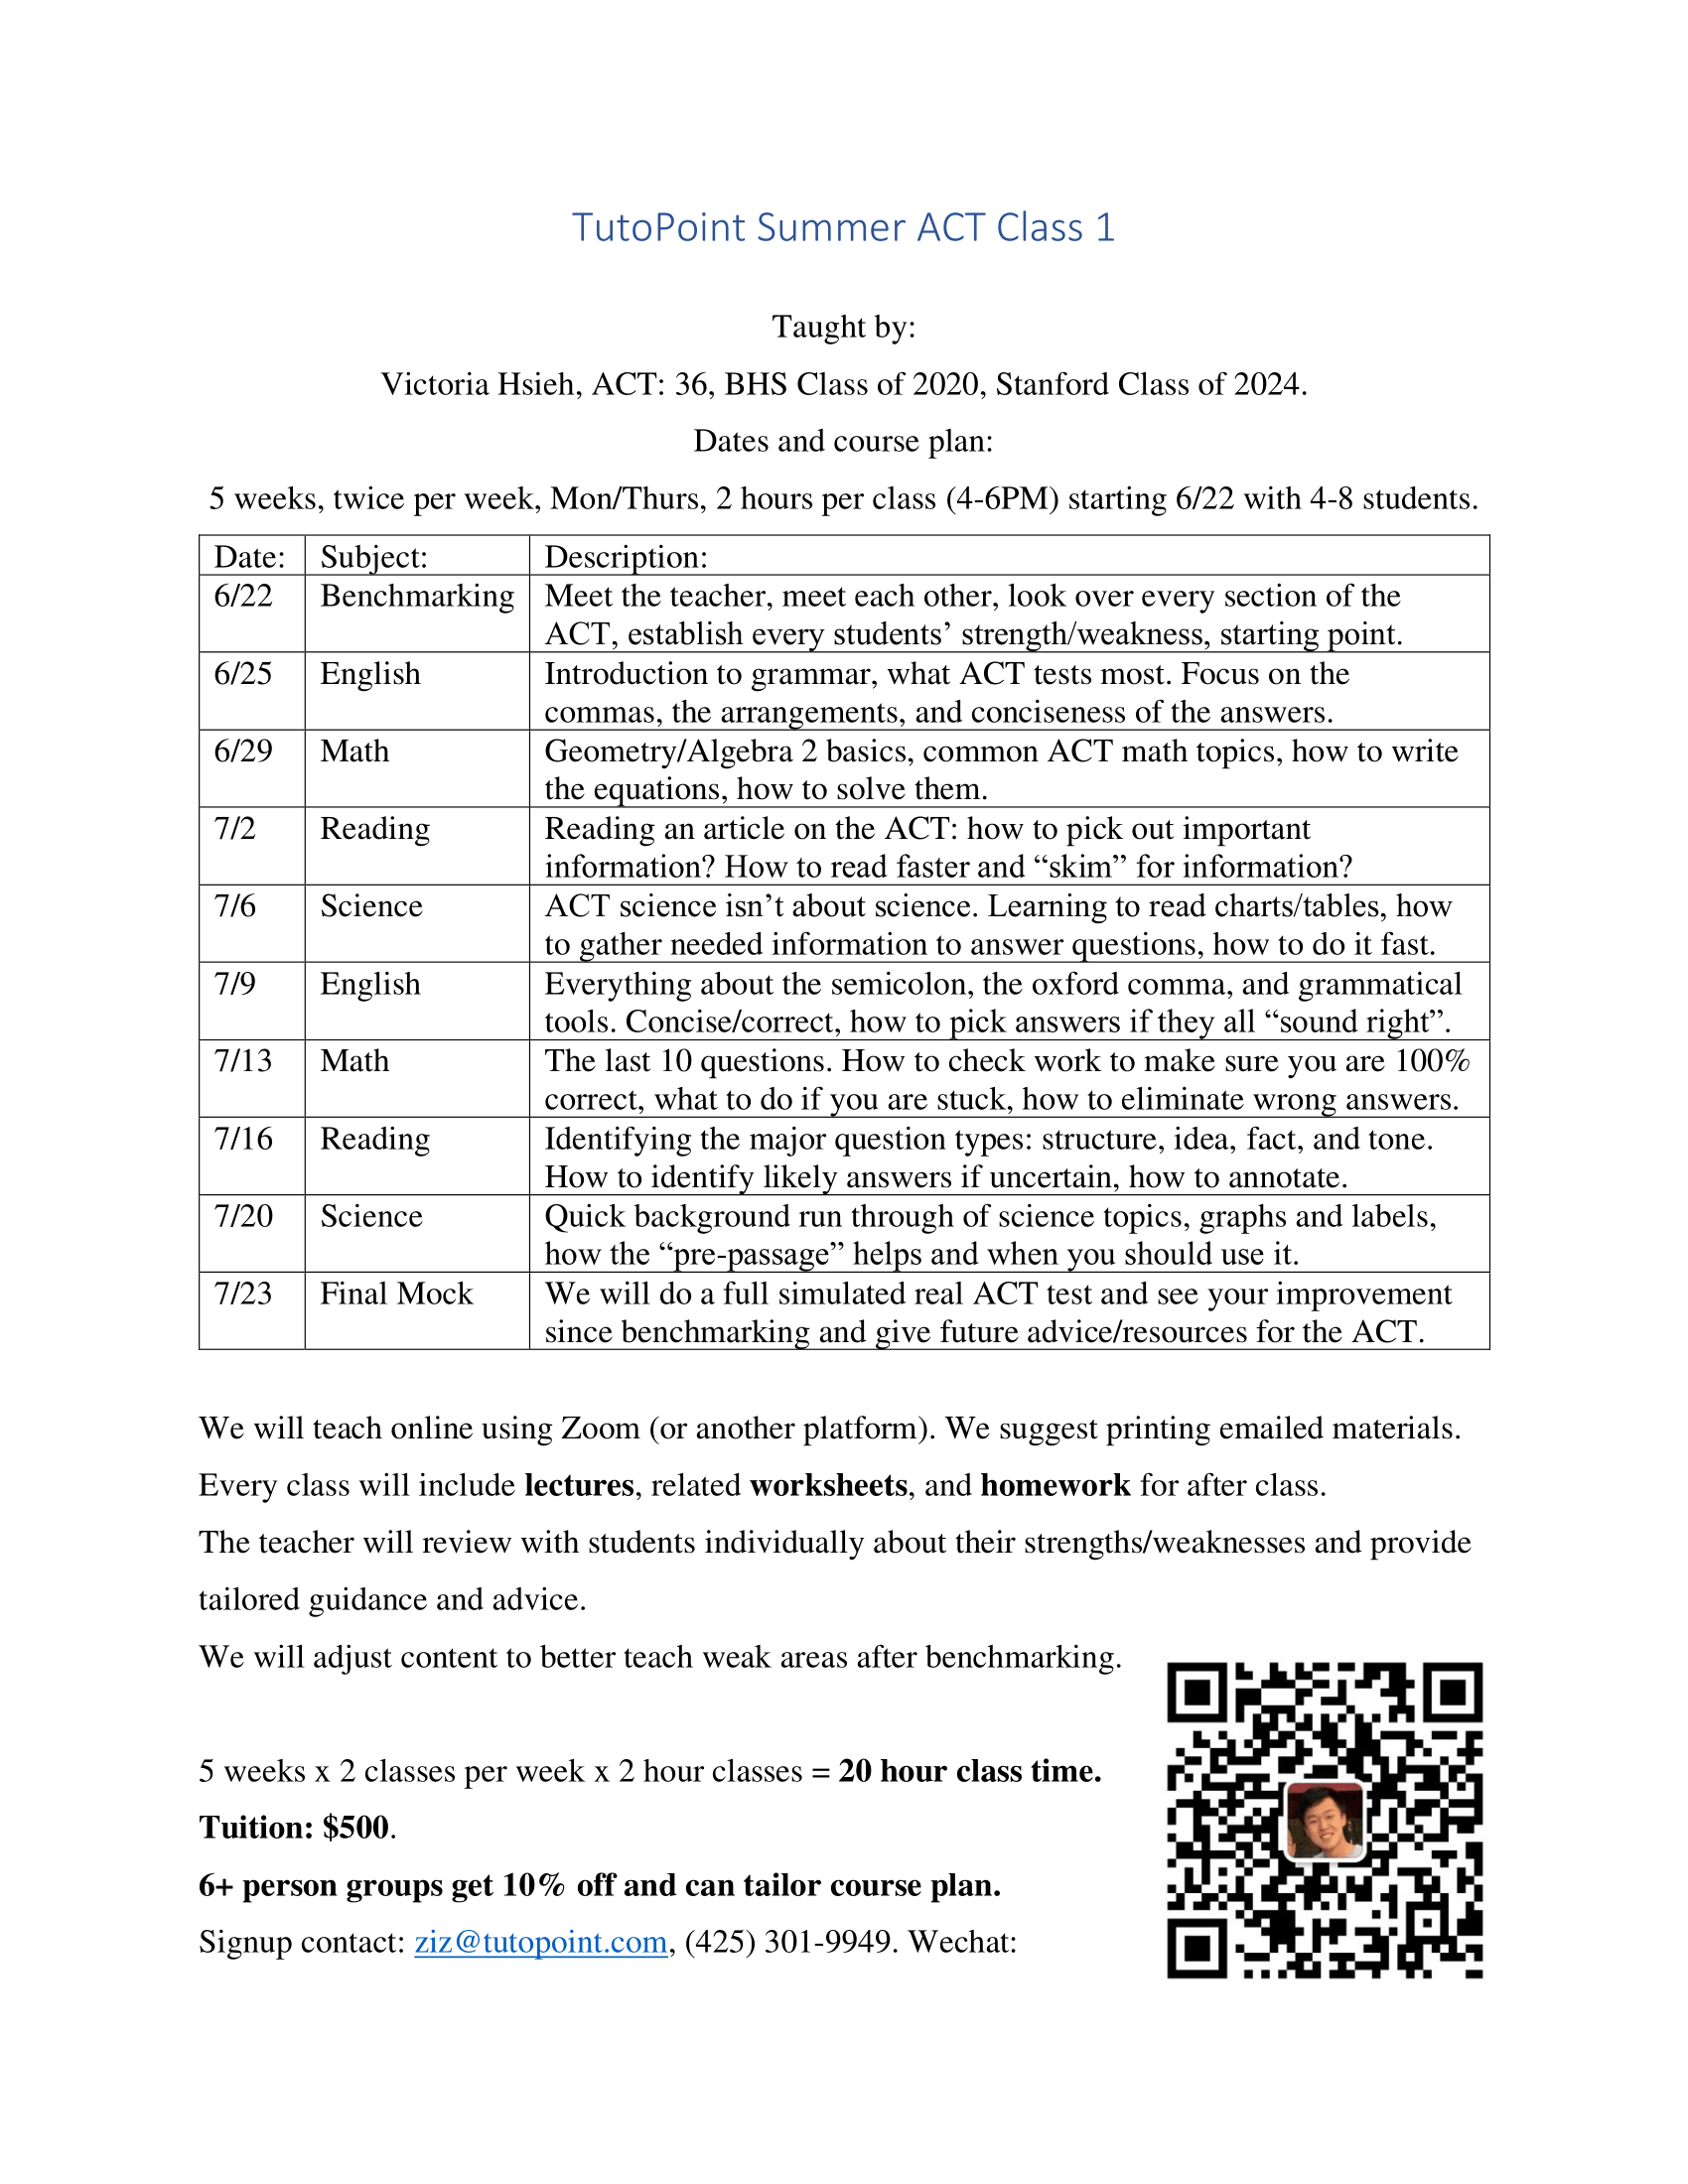 TutoPoint Summer ACT Class 1
Taught by:
Victoria Hsieh, ACT: 36, BHS Class of 2020, Stanford Class of 2024.
Dates and course plan:
5 weeks, twice per week, Mon/Thurs, 2 hours per class (4-6PM) starting 6/22 with 4-8 students.
Date: Subject: Description:
6/22 Benchmarking Meet the teacher, meet each other, look over every section of the
ACT, establish every students’ strength/weakness, starting point.
6/25 English Introduction to grammar, what ACT tests most. Focus on the
commas, the arrangements, and conciseness of the answers.
6/29 Math Geometry/Algebra 2 basics, common ACT math topics, how to write
the equations, how to solve them.
7/2 Reading Reading an article on the ACT: how to pick out important
information? How to read faster and “skim” for information?
7/6 Science ACT science isn’t about science. Learning to read charts/tables, how
to gather needed information to answer questions, how to do it fast.
7/9 English Everything about the semicolon, the oxford comma, and grammatical
tools. Concise/correct, how to pick answers if they all “sound right”.
7/13 Math The last 10 questions. How to check work to make sure you are 100%
correct, what to do if you are stuck, how to eliminate wrong answers.
7/16 Reading Identifying the major question types: structure, idea, fact, and tone.
How to identify likely answers if uncertain, how to annotate.
7/20 Science Quick background run through of science topics, graphs and labels,
how the “pre-passage” helps and when you should use it.
7/23 Final Mock We will do a full simulated real ACT test and see your improvement
since benchmarking and give future advice/resources for the ACT.
We will teach online using Zoom (or another platform). We suggest printing emailed materials.
Every class will include lectures, related worksheets, and homework for after class.
The teacher will review with students individually about their strengths/weaknesses and provide
tailored guidance and advice.
We will adjust content to better teach weak areas after benchmarking.
5 weeks x 2 classes per week x 2 hour classes = 20 hour class time.
Tuition: $500.
6+ person groups get 10% off and can tailor course plan.
Signup contact: ziz@tutopoint.com, (425) 301-9949. Wechat: